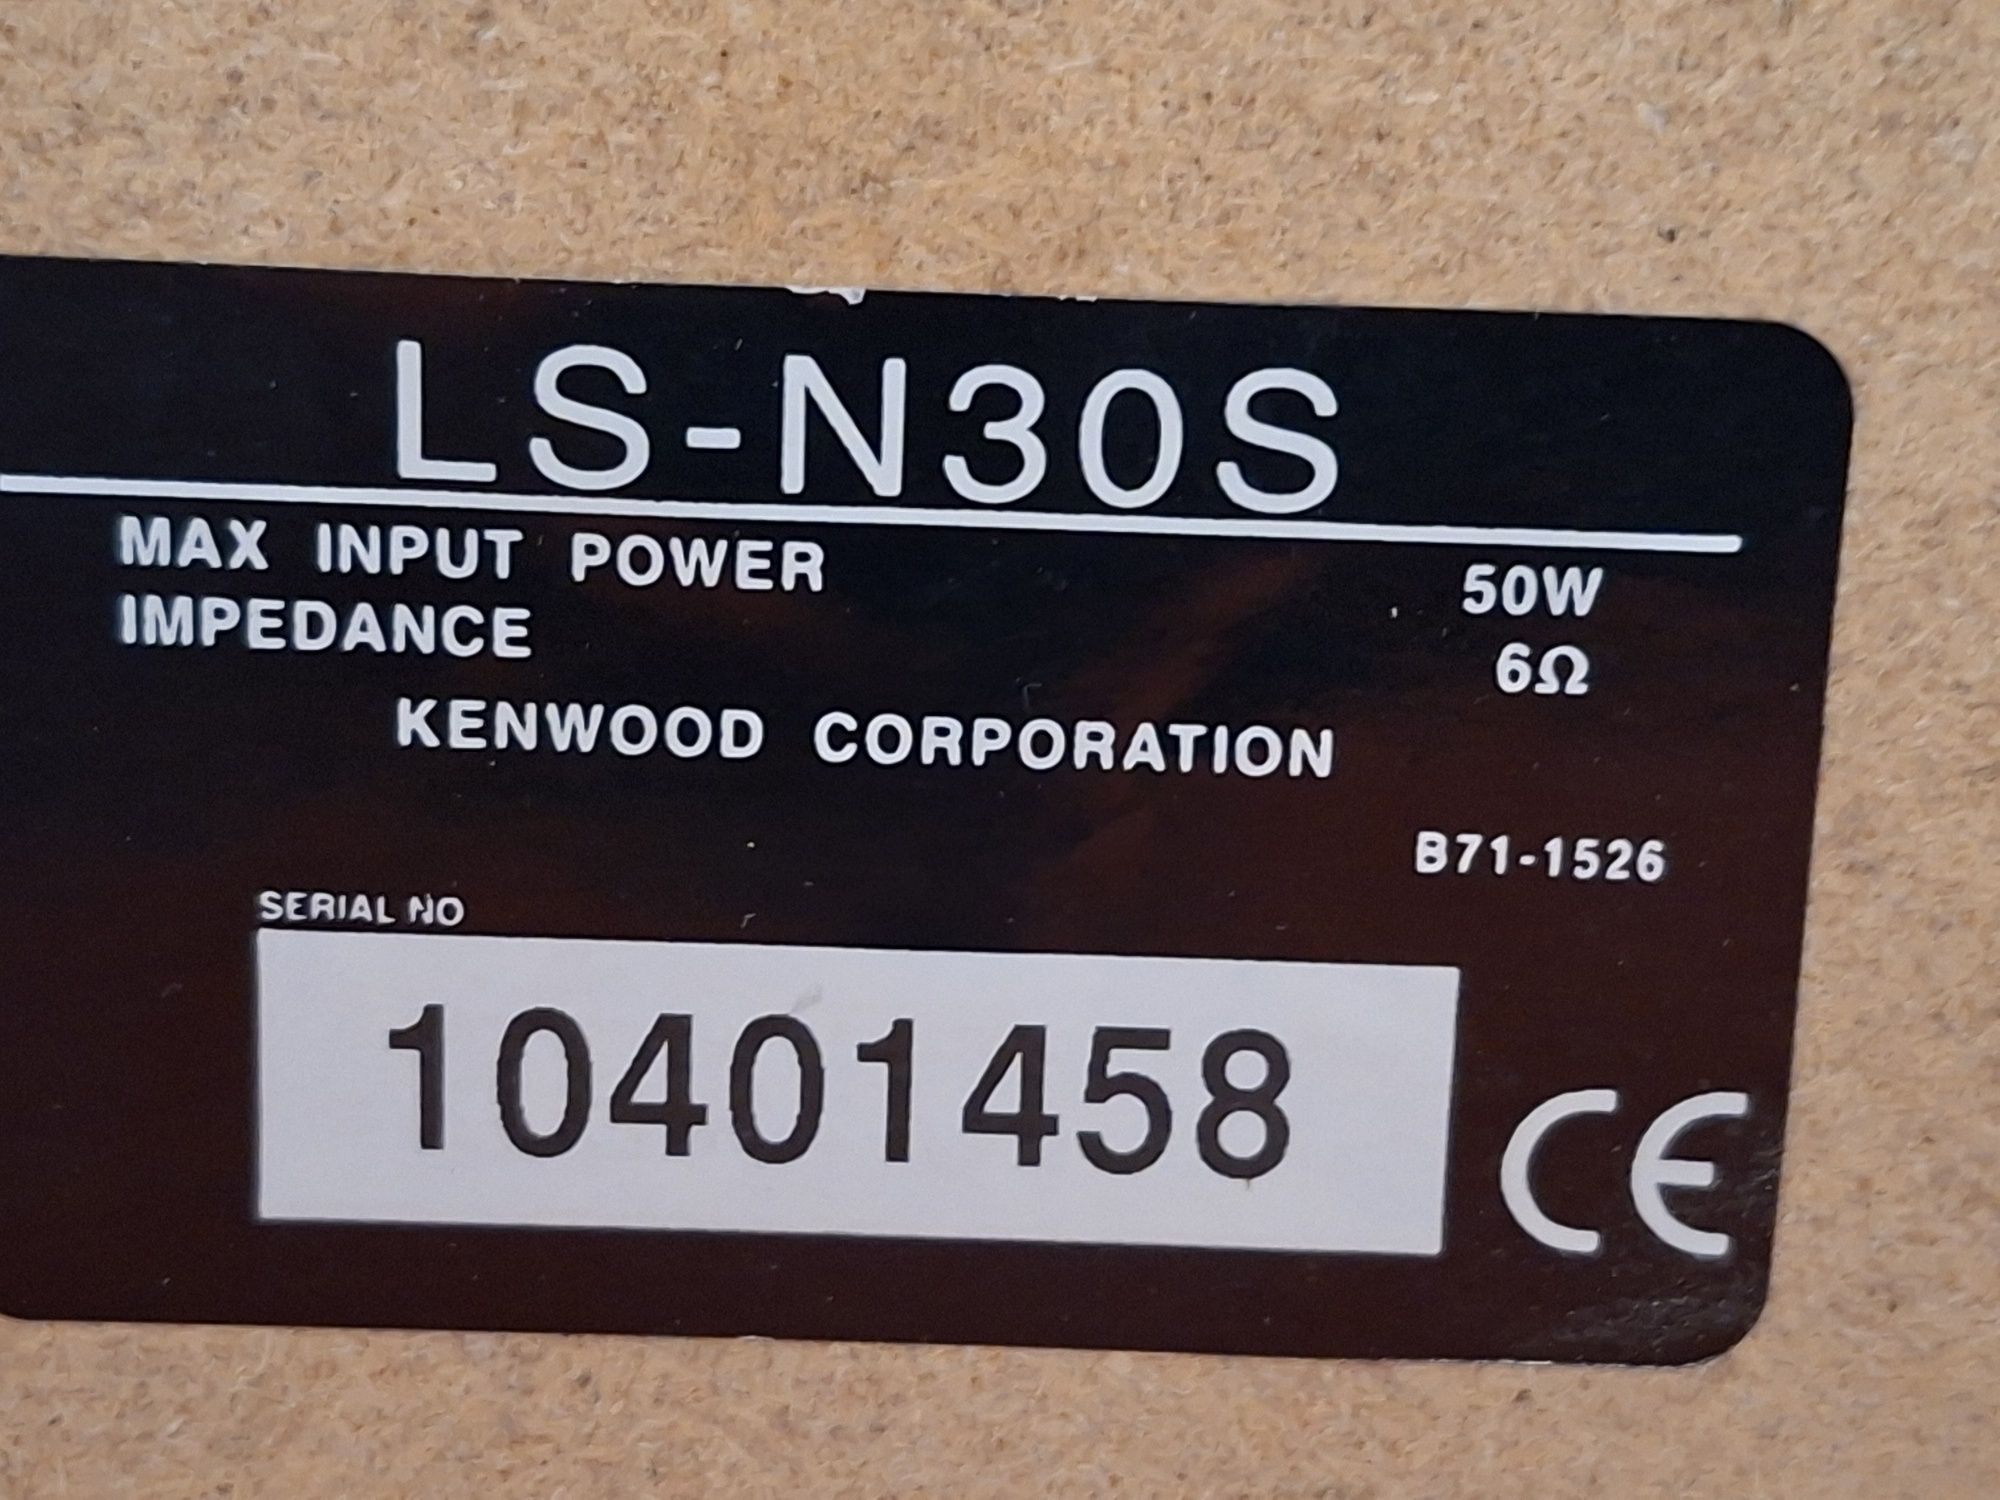 LS-N30S
MAX INPUT POWER 50W
IMPEDANCE 6Ω
KENWOOD CORPORATION
B71-1526
SERIAL NO
10401458
CE